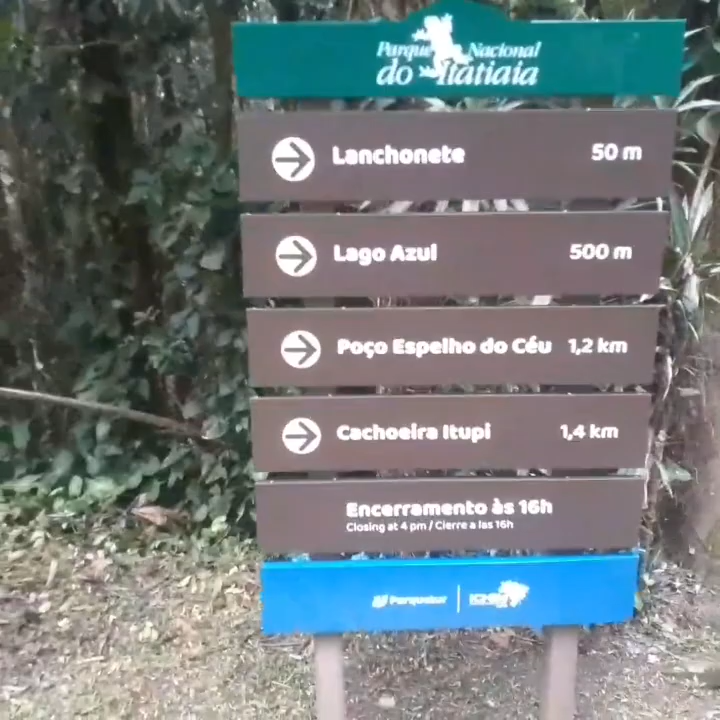 Parque Nacional
do Itatiaia
Lanchonete 50 m
Lago Azul 500 m
Poço Espelho do Céu 1,2 km
Cachoeira Itupi 1,4 km
Encerramento às 16h
Closing at 4 pm / Cierre a las 16h
Parquetur